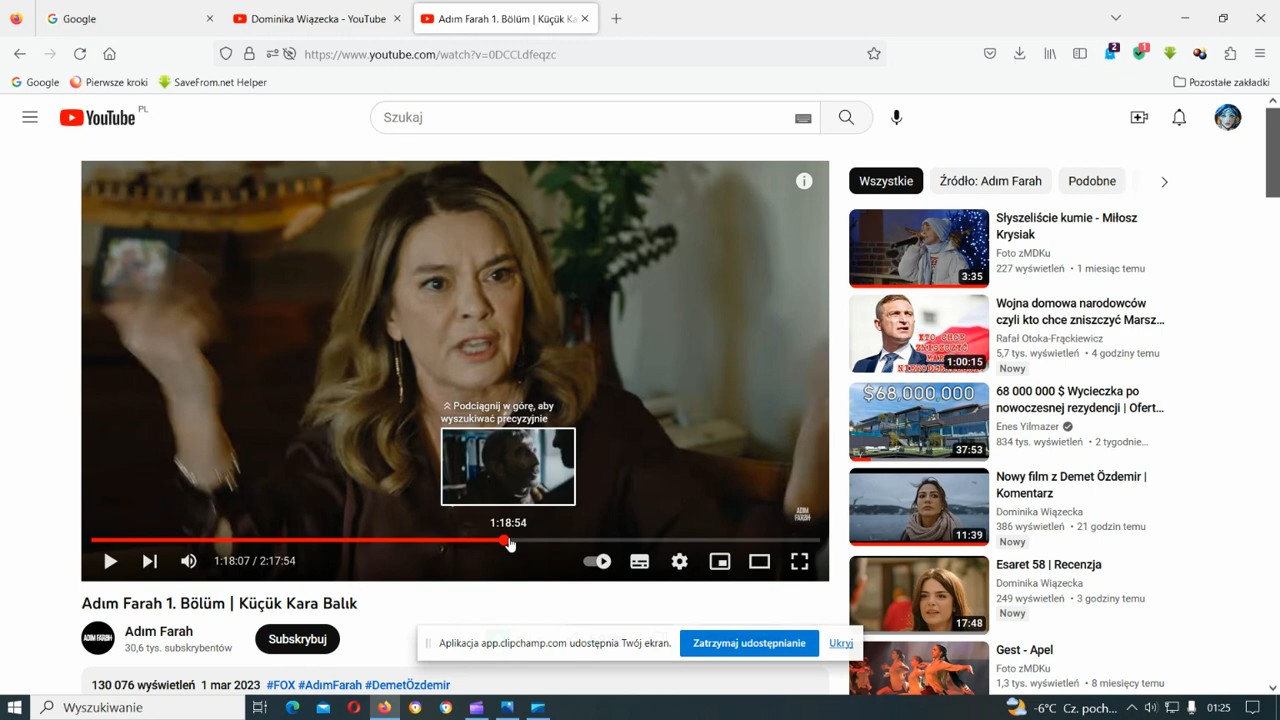 Google
Dominika Wiązecka - YouTube
Adım Farah 1. Bölüm | Küçük Ka
https://www.youtube.com/watch?v=0DCCLdfeqzc
2
1
Google
Pierwsze kroki
SaveFrom.net Helper
Pozostałe zakładki
YouTube PL
Szukaj
Wszystkie
Źródło: Adım Farah
Podobne
Słyszeliście kumie - Miłosz
Krysiak
Foto zMDKu
227 wyświetleń • 1 miesiąc temu
3:35
Wojna domowa narodowców
czyli kto chce zniszczyć Marsz...
Rafał Otoka-Frąckiewicz
5,7 tys. wyświetleń • 4 godziny temu
Nowy
KTO CHCE
ZNISZCZYĆ
1:00:15
68 000 000 $ Wycieczka po
nowoczesnej rezydencji | Ofert...
Enes Yilmazer
834 tys. wyświetleń • 2 tygodnie...
$68,000,000
37:53
Nowy film z Demet Özdemir |
Komentarz
Dominika Wiązecka
386 wyświetleń • 21 godzin temu
Nowy
11:39
Esaret 58 | Recenzja
Dominika Wiązecka
249 wyświetleń • 3 godziny temu
Nowy
17:48
Gest - Apel
Foto zMDKu
1,3 tys. wyświetleń • 8 miesięcy temu
Podciągnij w górę, aby
wyszukiwać precyzyjnie
1:18:54
ADIM
FARAH
1:18:07 / 2:17:54
Adım Farah 1. Bölüm | Küçük Kara Balık
ADIM FARAH
Adım Farah
30,6 tys. subskrybentów
Subskrybuj
Aplikacja app.clipchamp.com udostępnia Twój ekran.
Zatrzymaj udostępnianie
Ukryj
130 076 wyświetleń 1 mar 2023 #FOX #AdımFarah #DemetÖzdemir
Wyszukiwanie
-6°C Cz. poch...
01:25